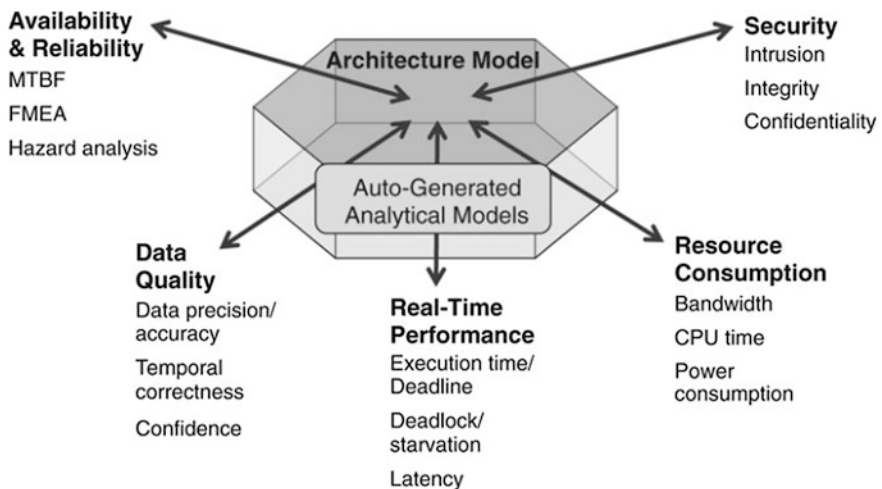 Availability
& Reliability
MTBF
FMEA
Hazard analysis
Architecture Model
Security
Intrusion
Integrity
Confidentiality
Auto-Generated
Analytical Models
Data
Quality
Data precision/
accuracy
Temporal
correctness
Confidence
Real-Time
Performance
Execution time/
Deadline
Deadlock/
starvation
Latency
Resource
Consumption
Bandwidth
CPU time
Power
consumption